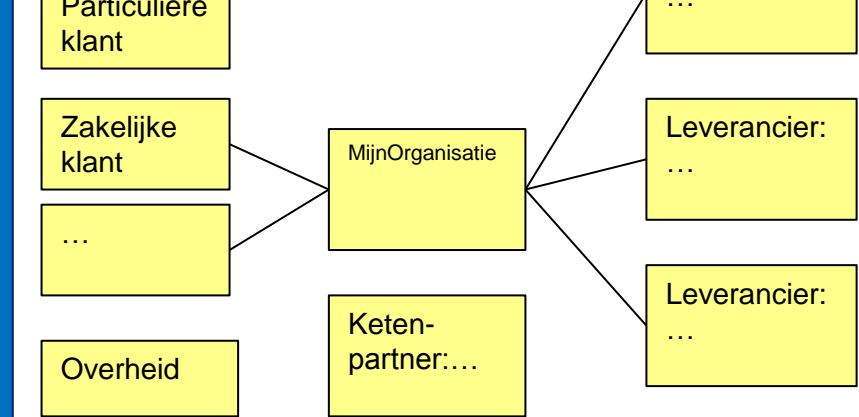 Particuliere
klant
…
Zakelijke
klant
MijnOrganisatie
Leverancier:
…
…
Leverancier:
…
Keten-
partner:…
Overheid